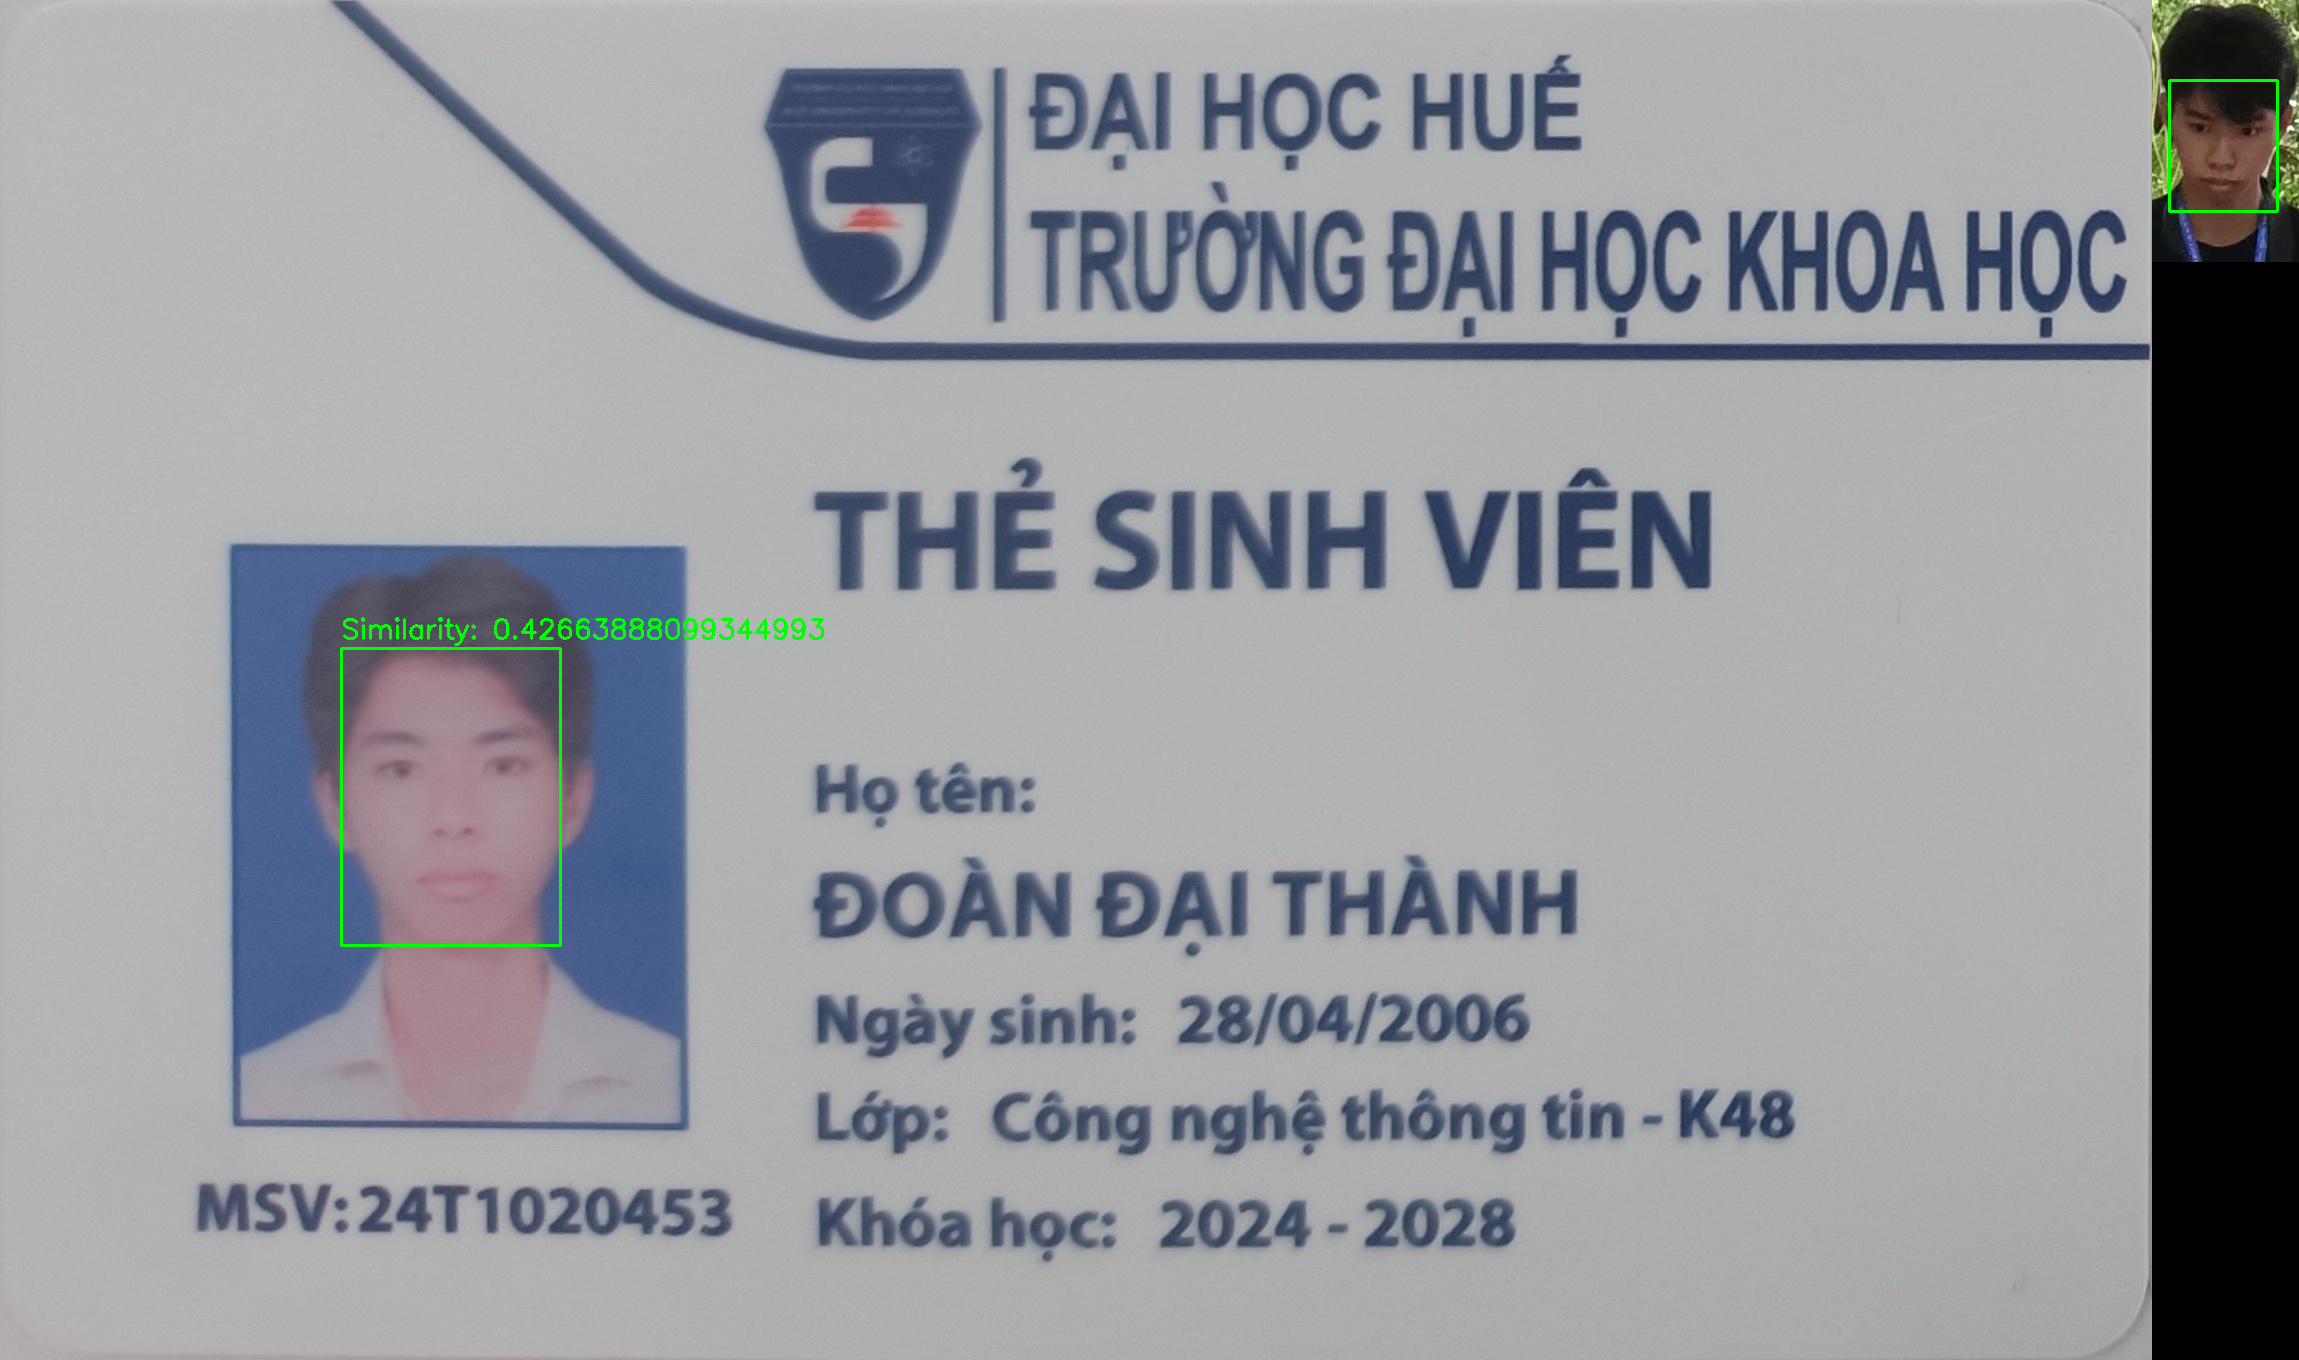 ĐẠI HỌC HUẾ
TRƯỜNG ĐẠI HỌC KHOA HỌC
THẺ SINH VIÊN
Similarity: 0.42663888099344993
Họ tên:
ĐOÀN ĐẠI THÀNH
Ngày sinh: 28/04/2006
Lớp: Công nghệ thông tin - K48
MSV: 24T1020453
Khóa học: 2024 - 2028